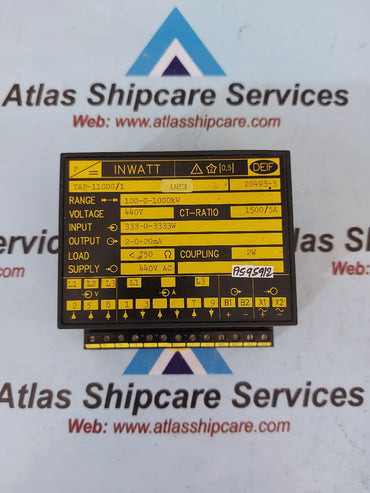 Atlas Shipcare Services
Web: www.atlasshipcare.com
INWATT 0,5 DEIF
TAP-110DG/1 U23 20493-3
RANGE 100-0-1000kW
VOLTAGE 440V CT-RATIO 1500/5A
INPUT 333-0-3333W
OUTPUT 2-0-20mA
LOAD < 750 Ω COUPLING 2W
SUPPLY 440V AC AS95912
L1 L2 L3 L1 L3
V A
2 5 8 1 3 4 6 7 9 B1 B2 X1 X2
+ −
Atlas Shipcare Services
Web: www.atlasshipcare.com